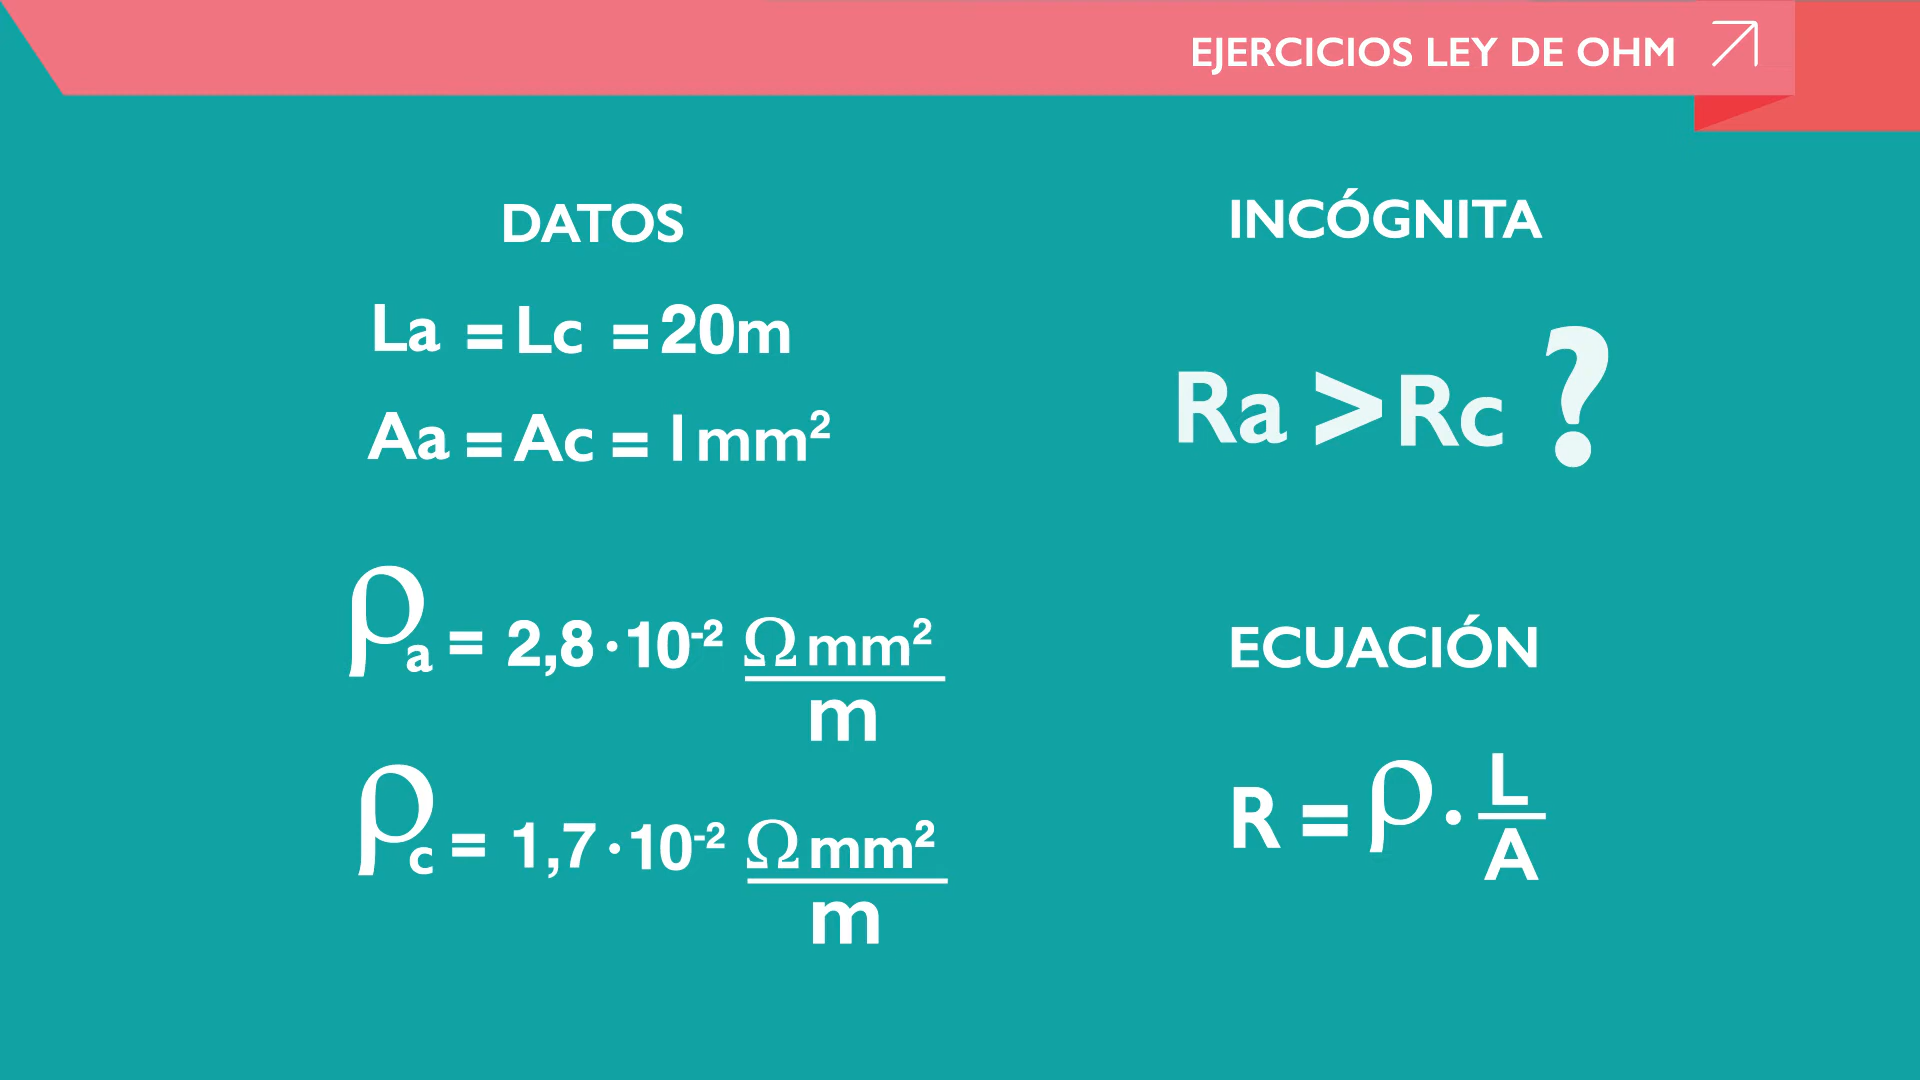 EJERCICIOS LEY DE OHM
DATOS
La = Lc = 20m
Aa = Ac = 1mm²
ρa = 2,8·10-² Ωmm²
m
ρc = 1,7·10-² Ωmm²
m
INCÓGNITA
Ra > Rc ?
ECUACIÓN
R = ρ · L
A